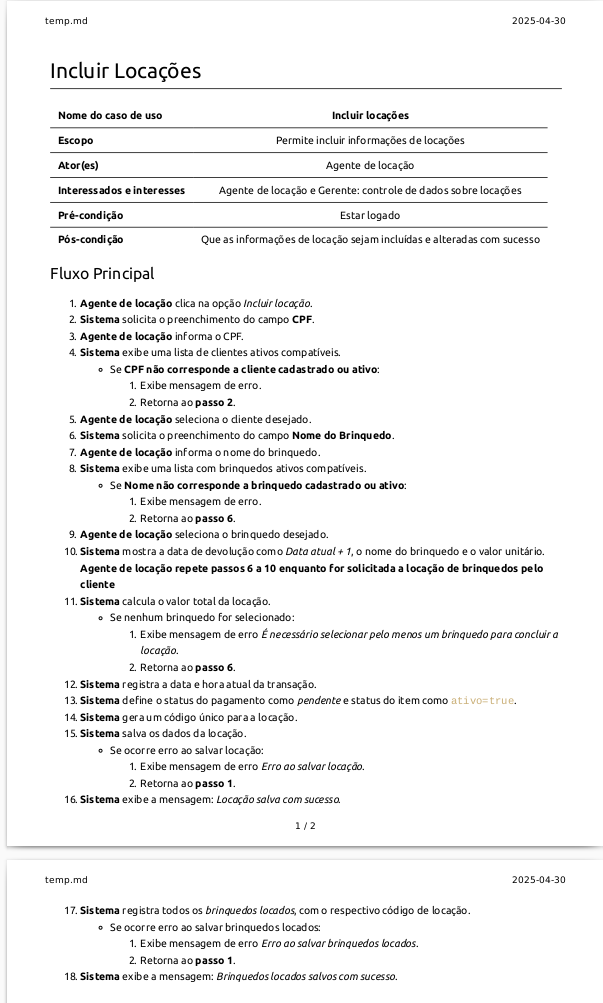 temp.md 2025-04-30
Incluir Locações
Nome do caso de uso Incluir locações
Escopo Permite incluir informações de locações
Ator(es) Agente de locação
Interessados e interesses Agente de locação e Gerente: controle de dados sobre locações
Pré-condição Estar logado
Pós-condição Que as informações de locação sejam incluídas e alteradas com sucesso
Fluxo Principal
1. Agente de locação clica na opção Incluir locação.
2. Sistema solicita o preenchimento do campo CPF.
3. Agente de locação informa o CPF.
4. Sistema exibe uma lista de clientes ativos compatíveis.
∘ Se CPF não corresponde a cliente cadastrado ou ativo:
1. Exibe mensagem de erro.
2. Retorna ao passo 2.
5. Agente de locação seleciona o cliente desejado.
6. Sistema solicita o preenchimento do campo Nome do Brinquedo.
7. Agente de locação informa o nome do brinquedo.
8. Sistema exibe uma lista com brinquedos ativos compatíveis.
∘ Se Nome não corresponde a brinquedo cadastrado ou ativo:
1. Exibe mensagem de erro.
2. Retorna ao passo 6.
9. Agente de locação seleciona o brinquedo desejado.
10. Sistema mostra a data de devolução como Data atual + 1, o nome do brinquedo e o valor unitário.
Agente de locação repete passos 6 a 10 enquanto for solicitada a locação de brinquedos pelo
cliente
11. Sistema calcula o valor total da locação.
∘ Se nenhum brinquedo for selecionado:
1. Exibe mensagem de erro É necessário selecionar pelo menos um brinquedo para concluir a
locação.
2. Retorna ao passo 6.
12. Sistema registra a data e hora atual da transação.
13. Sistema define o status do pagamento como pendente e status do item como ativo=true.
14. Sistema gera um código único para a locação.
15. Sistema salva os dados da locação.
∘ Se ocorre erro ao salvar locação:
1. Exibe mensagem de erro Erro ao salvar locação.
2. Retorna ao passo 1.
16. Sistema exibe a mensagem: Locação salva com sucesso.
1 / 2
temp.md 2025-04-30
17. Sistema registra todos os brinquedos locados, com o respectivo código de locação.
∘ Se ocorre erro ao salvar brinquedos locados:
1. Exibe mensagem de erro Erro ao salvar brinquedos locados.
2. Retorna ao passo 1.
18. Sistema exibe a mensagem: Brinquedos locados salvos com sucesso.